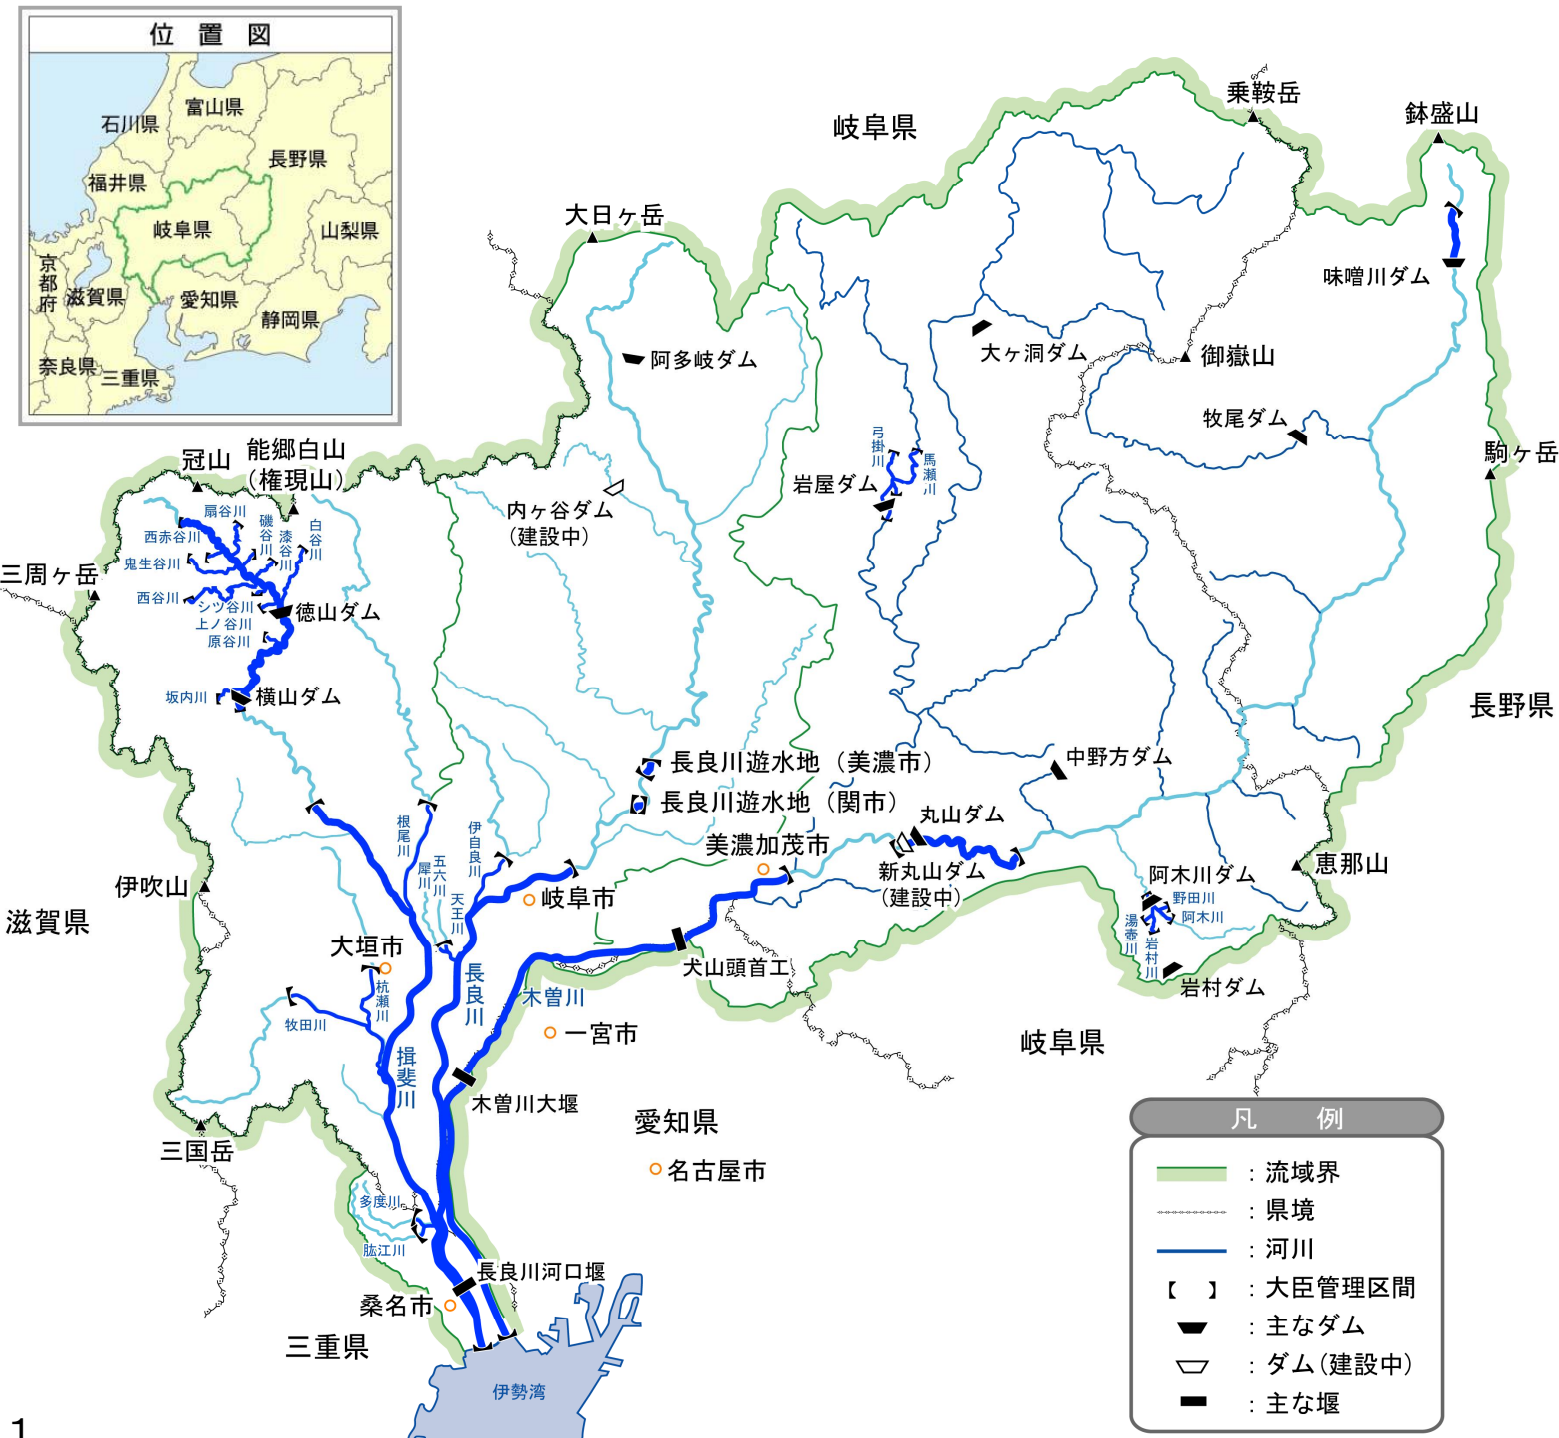 位置図
富山県
石川県
長野県
福井県
岐阜県
山梨県
京都府
滋賀県
愛知県
静岡県
奈良県
三重県
岐阜県
乗鞍岳
鉢盛山
大日ヶ岳
味噌川ダム
阿多岐ダム
大ヶ洞ダム
御嶽山
牧尾ダム
駒ヶ岳
冠山
能郷白山
(権現山)
弓掛川
馬瀬川
岩屋ダム
内ヶ谷ダム
(建設中)
扇谷川
磯谷川
漆谷川
白谷川
西赤谷川
鬼生谷川
三周ヶ岳
西谷川
シツ谷川
上ノ谷川
原谷川
徳山ダム
坂内川
横山ダム
長野県
中野方ダム
長良川遊水地（美濃市）
長良川遊水地（関市）
丸山ダム
美濃加茂市
新丸山ダム
(建設中)
恵那山
阿木川ダム
野田川
阿木川
湯壺川
岩村川
岩村ダム
根尾川
伊自良川
五六川
犀川
天王川
岐阜市
伊吹山
滋賀県
大垣市
杭瀬川
牧田川
長良川
木曽川
犬山頭首工
一宮市
岐阜県
揖斐川
木曽川大堰
愛知県
名古屋市
三国岳
多度川
肱江川
長良川河口堰
桑名市
三重県
伊勢湾
凡例
：流域界
：県境
：河川
【 】：大臣管理区間
：主なダム
：ダム(建設中)
：主な堰
1